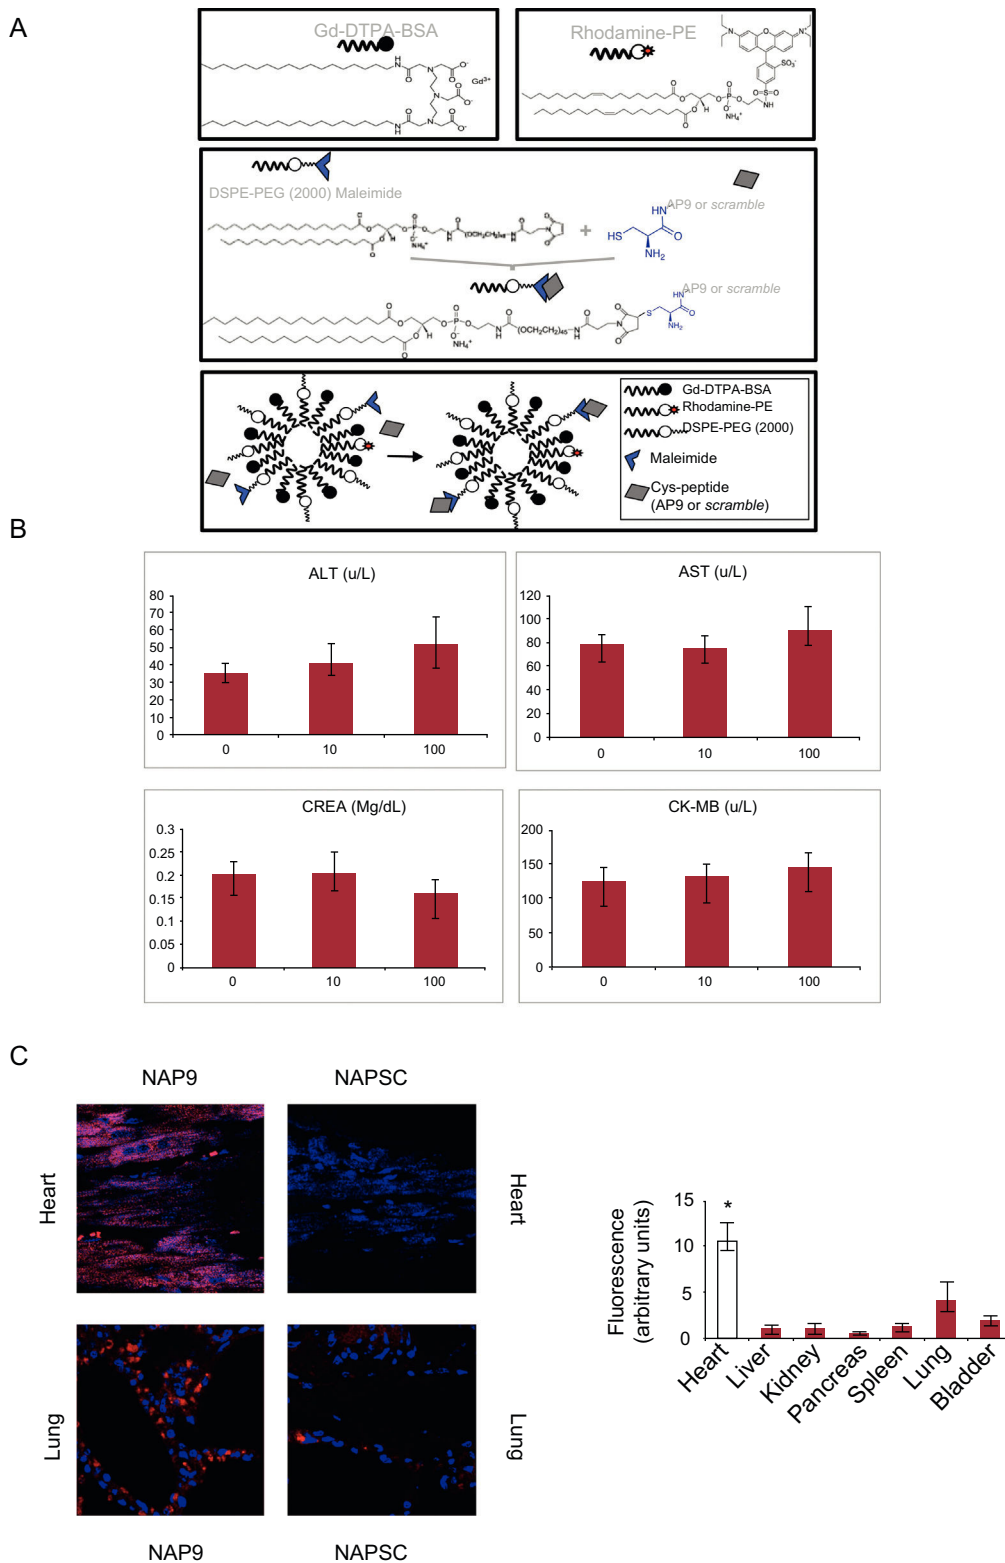 A
Gd-DTPA-BSA
Rhodamine-PE
DSPE-PEG (2000) Maleimide
AP9 or scramble
AP9 or scramble
Gd-DTPA-BSA
Rhodamine-PE
DSPE-PEG (2000)
Maleimide
Cys-peptide
(AP9 or scramble)
B
ALT (u/L)
80
70
60
50
40
30
20
10
0
0 10 100
AST (u/L)
120
100
80
60
40
20
0
0 10 100
CREA (Mg/dL)
0.3
0.25
0.2
0.15
0.1
0.05
0
0 10 100
CK-MB (u/L)
200
150
100
50
0
0 10 100
C
NAP9 NAPSC
Heart
Heart
Lung
Lung
NAP9 NAPSC
Fluorescence
(arbitrary units)
15
10
5
0
*
Heart
Liver
Kidney
Pancreas
Spleen
Lung
Bladder